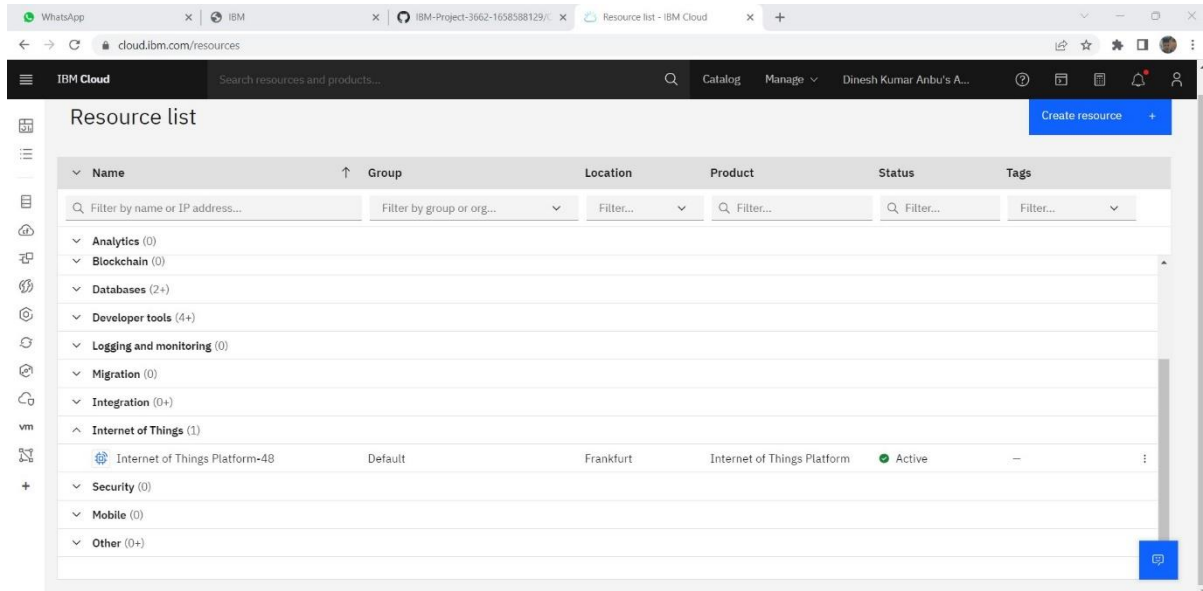 WhatsApp
IBM
IBM-Project-3662-1658588129/
Resource list - IBM Cloud
cloud.ibm.com/resources
IBM Cloud
Search resources and products...
Catalog
Manage
Dinesh Kumar Anbu's A...
Resource list
Create resource +
Name Group Location Product Status Tags
Filter by name or IP address... Filter by group or org... Filter... Filter... Filter... Filter...
Analytics (0)
Blockchain (0)
Databases (2+)
Developer tools (4+)
Logging and monitoring (0)
Migration (0)
Integration (0+)
vm
Internet of Things (1)
Internet of Things Platform-48 Default Frankfurt Internet of Things Platform Active –
Security (0)
Mobile (0)
Other (0+)